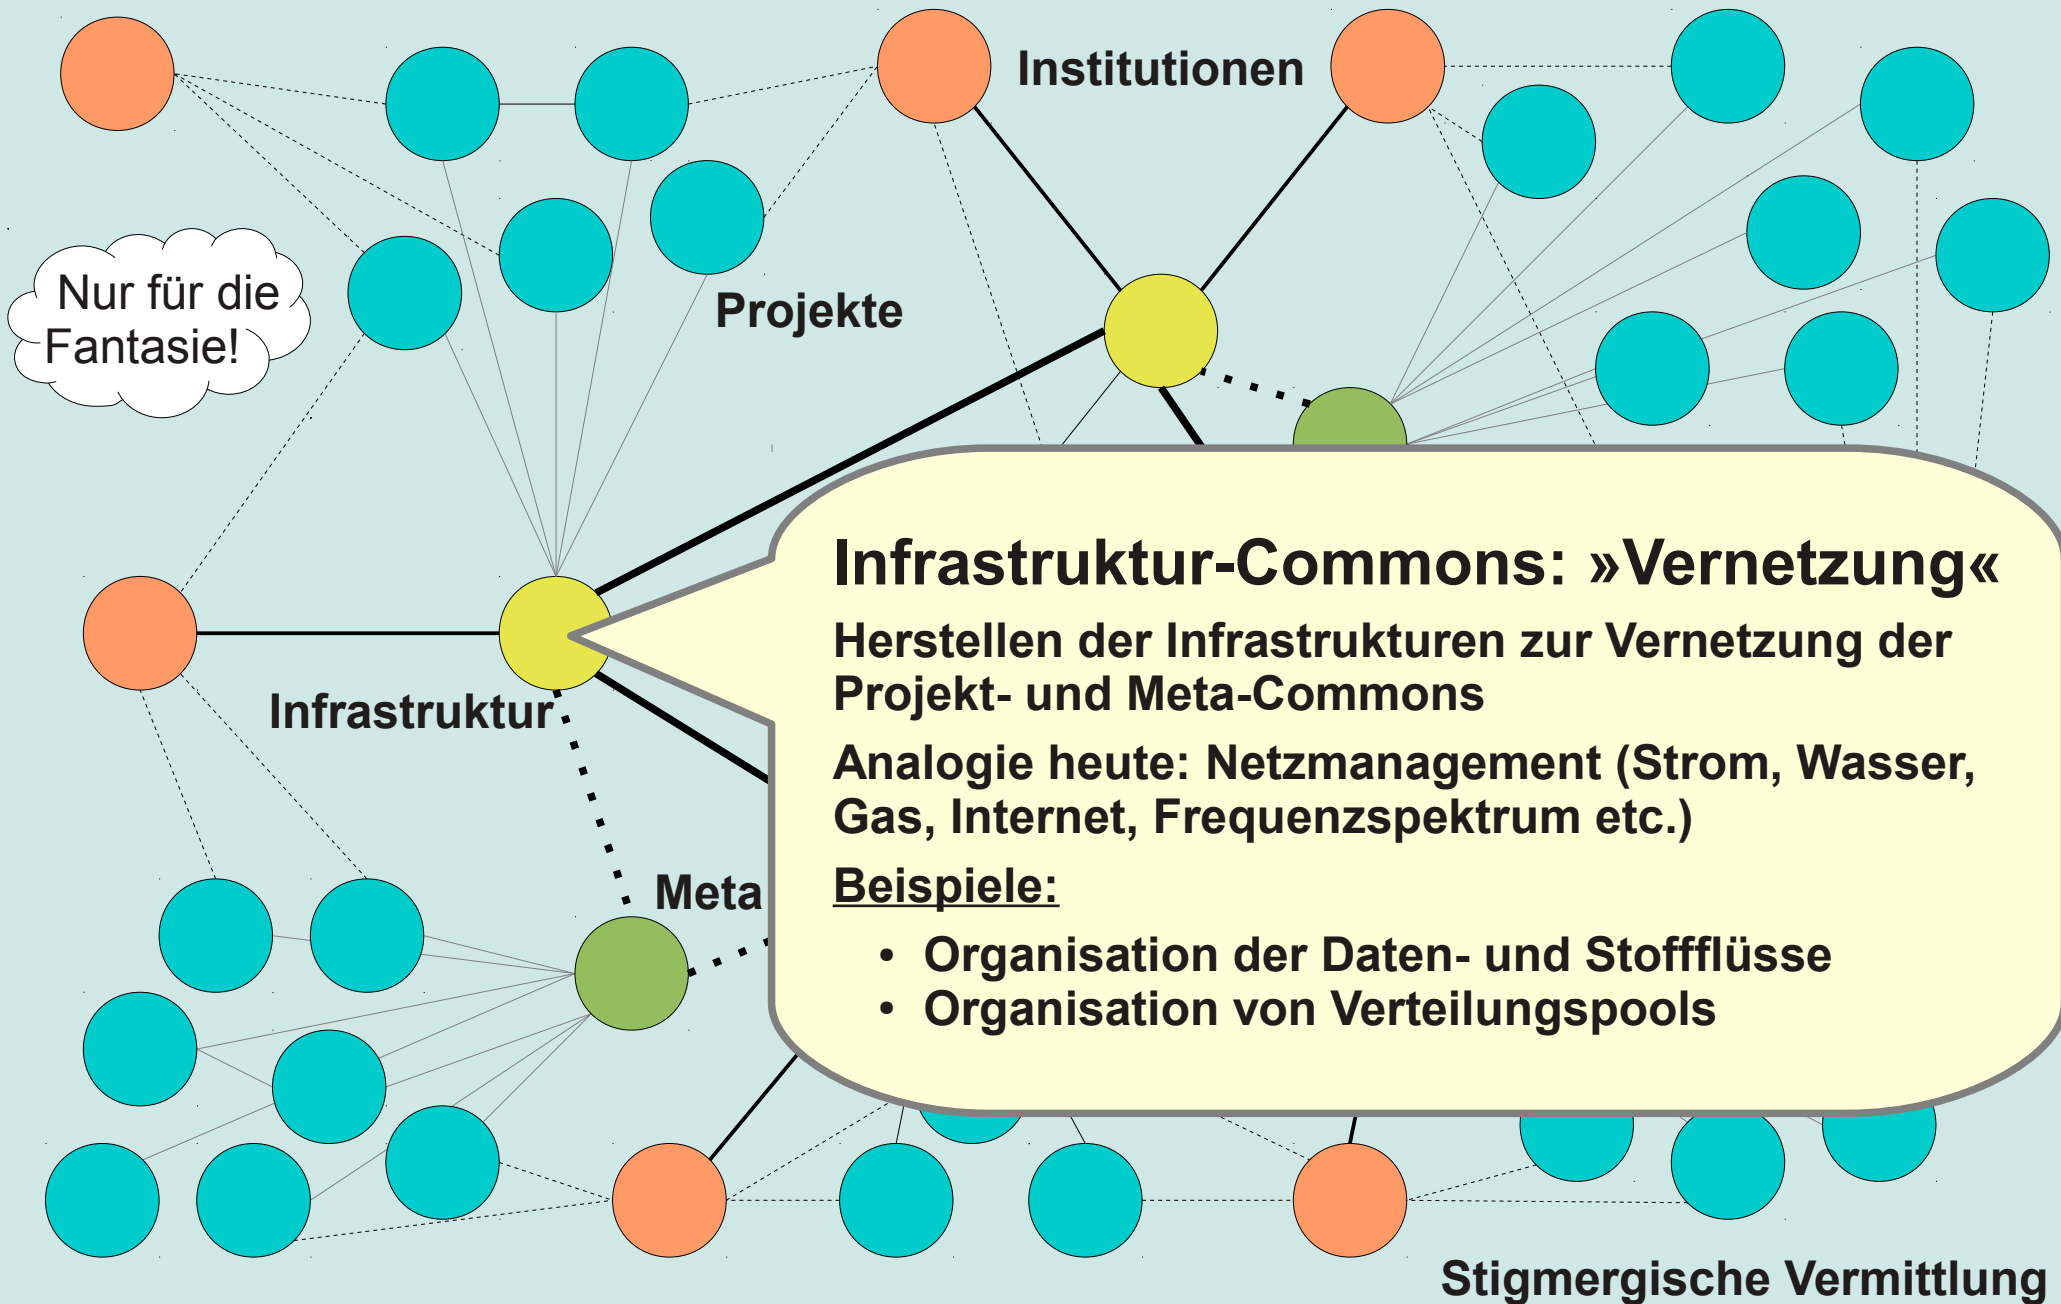 Institutionen
Nur für die
Fantasie!
Projekte
Infrastruktur-Commons: »Vernetzung«
Herstellen der Infrastrukturen zur Vernetzung der
Projekt- und Meta-Commons
Analogie heute: Netzmanagement (Strom, Wasser,
Gas, Internet, Frequenzspektrum etc.)
Beispiele:
• Organisation der Daten- und Stoffflüsse
• Organisation von Verteilungspools
Infrastruktur
Meta
Stigmergische Vermittlung